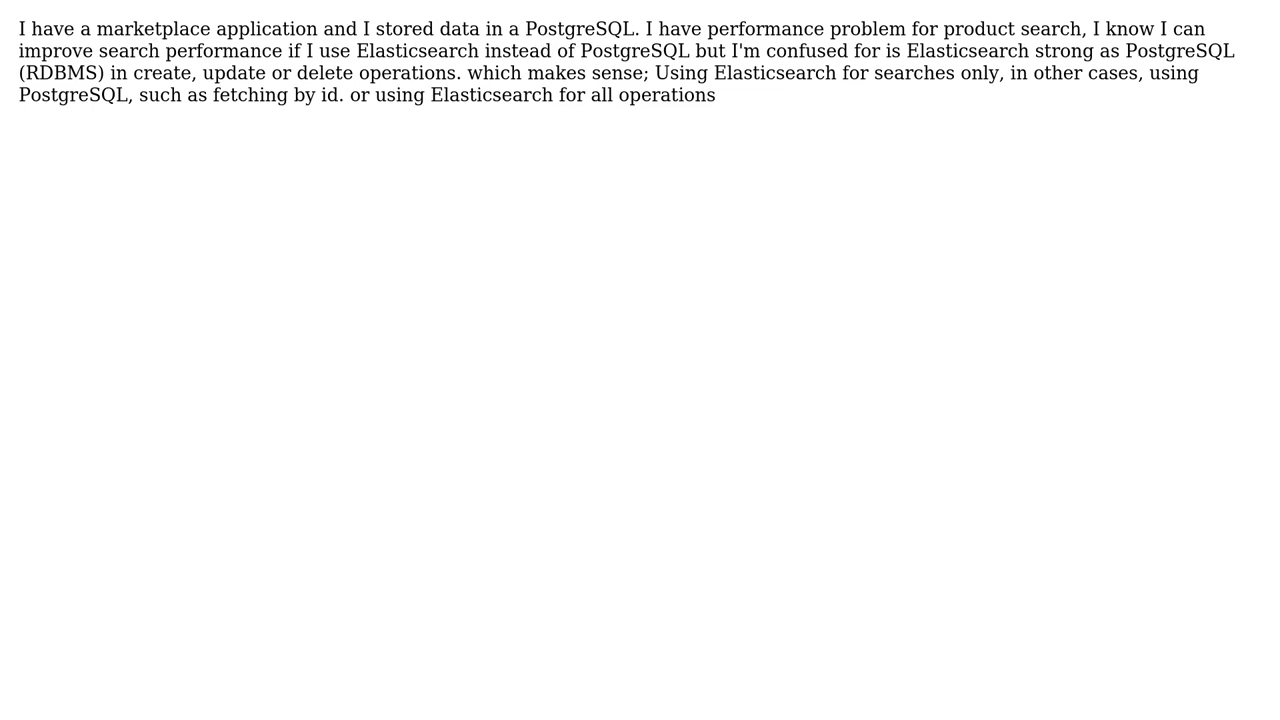 I have a marketplace application and I stored data in a PostgreSQL. I have performance problem for product search, I know I can
improve search performance if I use Elasticsearch instead of PostgreSQL but I'm confused for is Elasticsearch strong as PostgreSQL
(RDBMS) in create, update or delete operations. which makes sense; Using Elasticsearch for searches only, in other cases, using
PostgreSQL, such as fetching by id. or using Elasticsearch for all operations